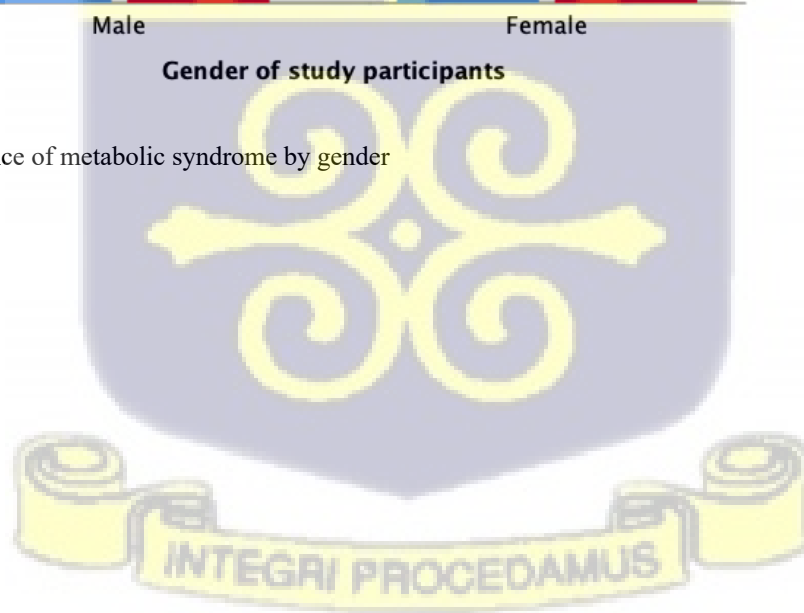 Male Female
Gender of study participants
ce of metabolic syndrome by gender
INTEGRI PROCEDAMUS